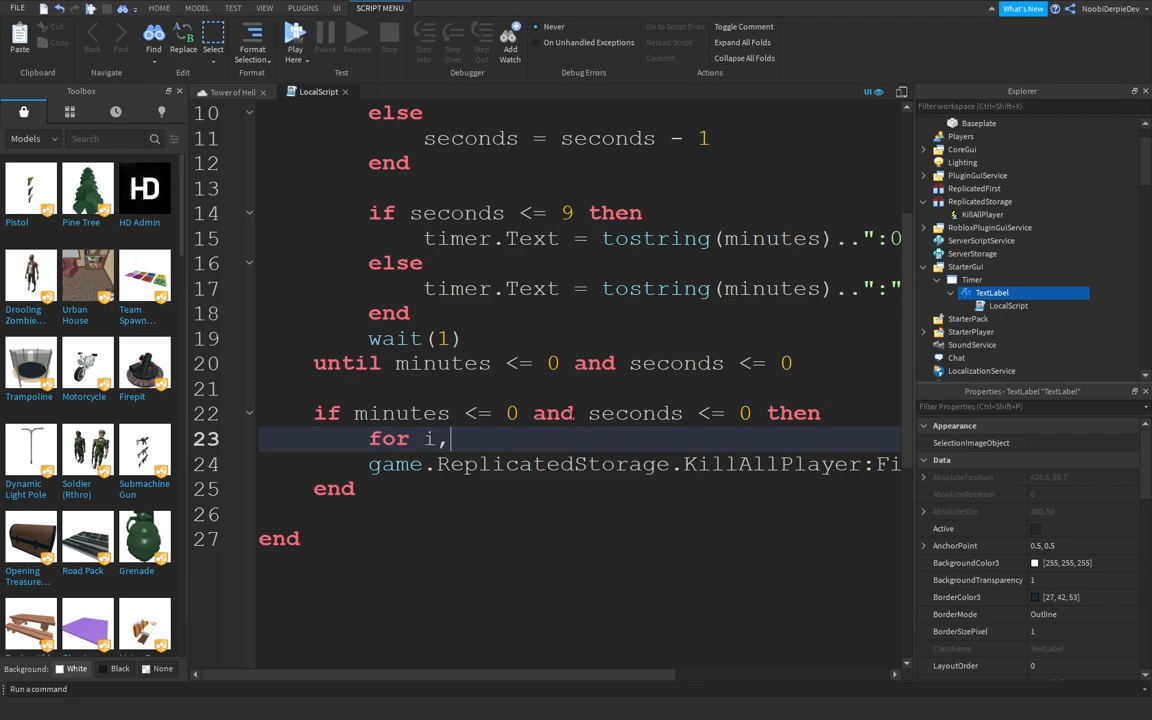 FILE HOME MODEL TEST VIEW PLUGINS UI SCRIPT MENU What's New NoobiDerpieDev
Paste Cut Copy Back Fwd Find Replace Select Format Selection... Play Here Pause Resume Stop Step Into Step Over Step Out Add Watch Never On Unhandled Exceptions Toggle Comment Reload Script Expand All Folds Commit Collapse All Folds
Clipboard Navigate Edit Format Test Debugger Debug Errors Actions
Toolbox
Models Search
Pistol Pine Tree HD Admin
Drooling Zombie... Urban House Team Spawn...
Trampoline Motorcycle Firepit
Dynamic Light Pole Soldier (Rthro) Submachine Gun
Opening Treasure... Road Pack Grenade
Background: White Black None
Run a command
Tower of Hell LocalScript UI
10 else
11 seconds = seconds - 1
12 end
13
14 if seconds <= 9 then
15 timer.Text = tostring(minutes)..":0
16 else
17 timer.Text = tostring(minutes)..":"
18 end
19 wait(1)
20 until minutes <= 0 and seconds <= 0
21
22 if minutes <= 0 and seconds <= 0 then
23 for i,
24 game.ReplicatedStorage.KillAllPlayer:Fi
25 end
26
27 end
Explorer
Filter workspace (Ctrl+Shift+X)
Baseplate
Players
CoreGui
Lighting
PluginGuiService
ReplicatedFirst
ReplicatedStorage
KillAllPlayer
RobloxPluginGuiService
ServerScriptService
ServerStorage
StarterGui
Timer
TextLabel
LocalScript
StarterPack
StarterPlayer
SoundService
Chat
LocalizationService
Properties - TextLabel "TextLabel"
Filter Properties (Ctrl+Shift+P)
Appearance
SelectionImageObject
Data
AbsolutePosition 428.5, 59.7
AbsoluteRotation 0
AbsoluteSize 200, 50
Active
AnchorPoint 0.5, 0.5
BackgroundColor3 [255, 255, 255]
BackgroundTransparency 1
BorderColor3 [27, 42, 53]
BorderMode Outline
BorderSizePixel 1
ClassName TextLabel
LayoutOrder 0